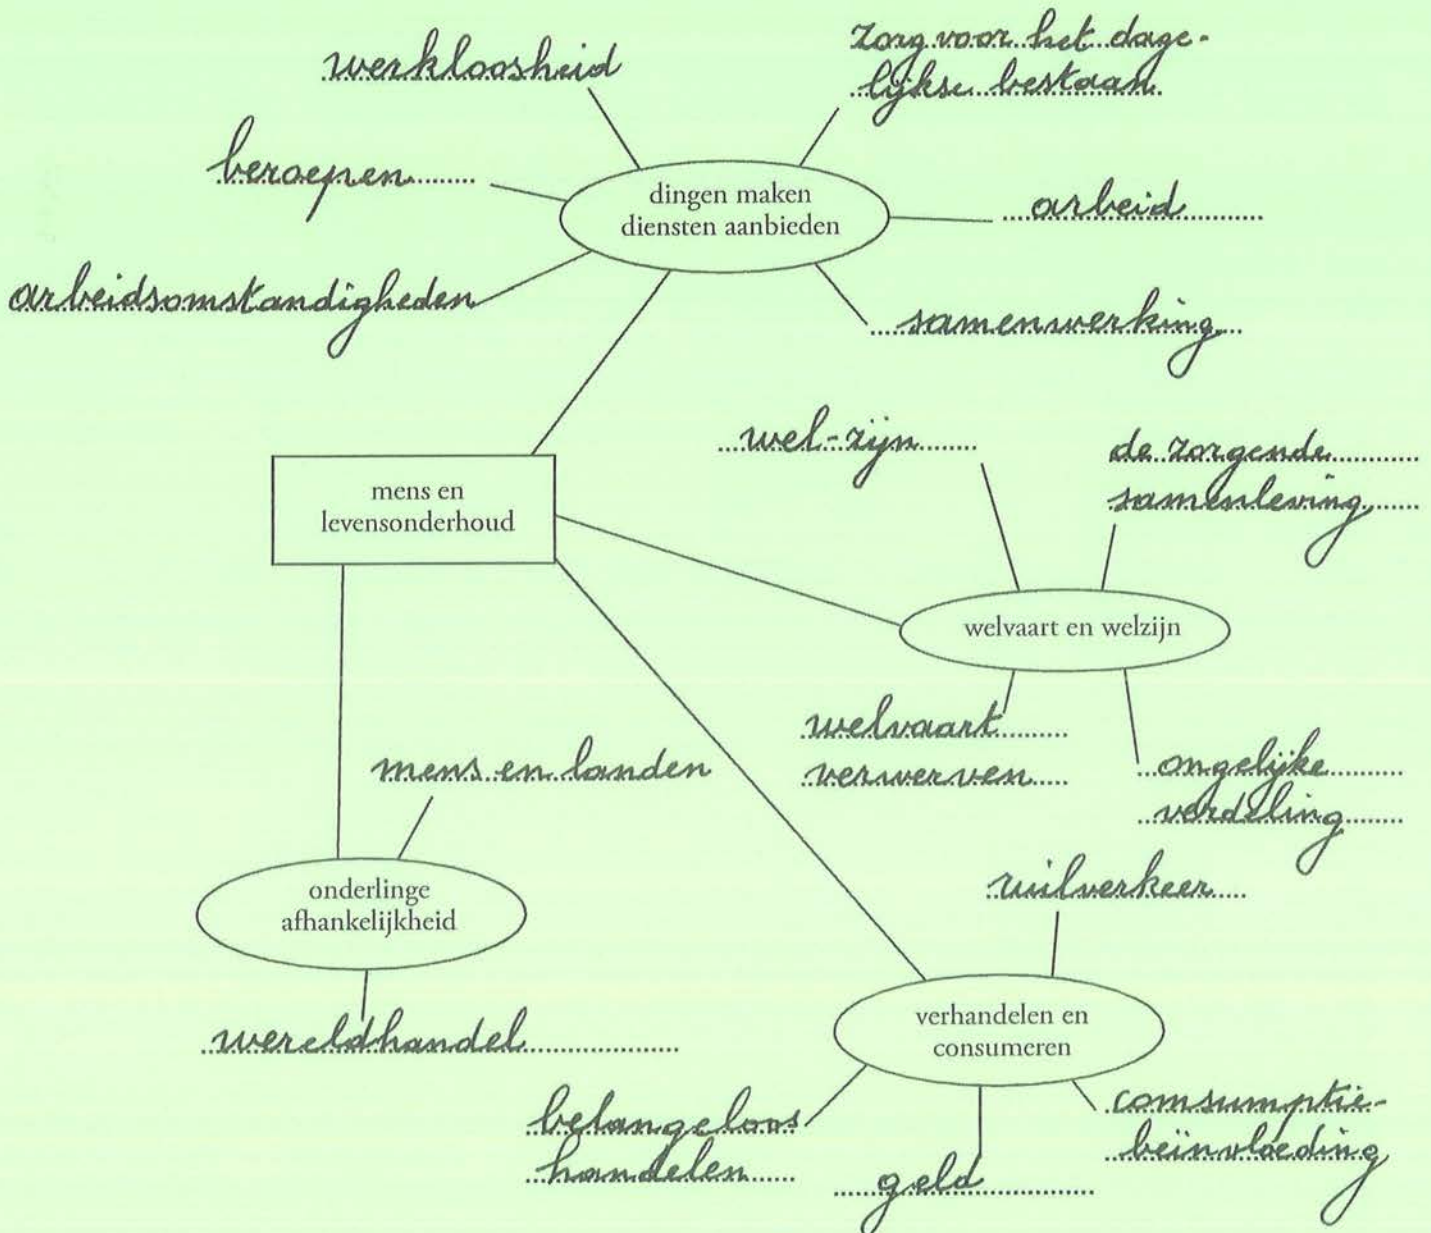 werkloosheid
zorg voor het dage-
lijkse bestaan
beroepen
dingen maken
diensten aanbieden
arbeid
arbeidsomstandigheden
samenwerking
wel-zijn
de zorgende
samenleving
mens en
levensonderhoud
welvaart en welzijn
welvaart
verwerven
ongelijke
verdeling
mens en landen
onderlinge
afhankelijkheid
ruilverkeer
wereldhandel
verhandelen en
consumeren
belangeloos
handelen
geld
comsumptie-
beïnvloeding